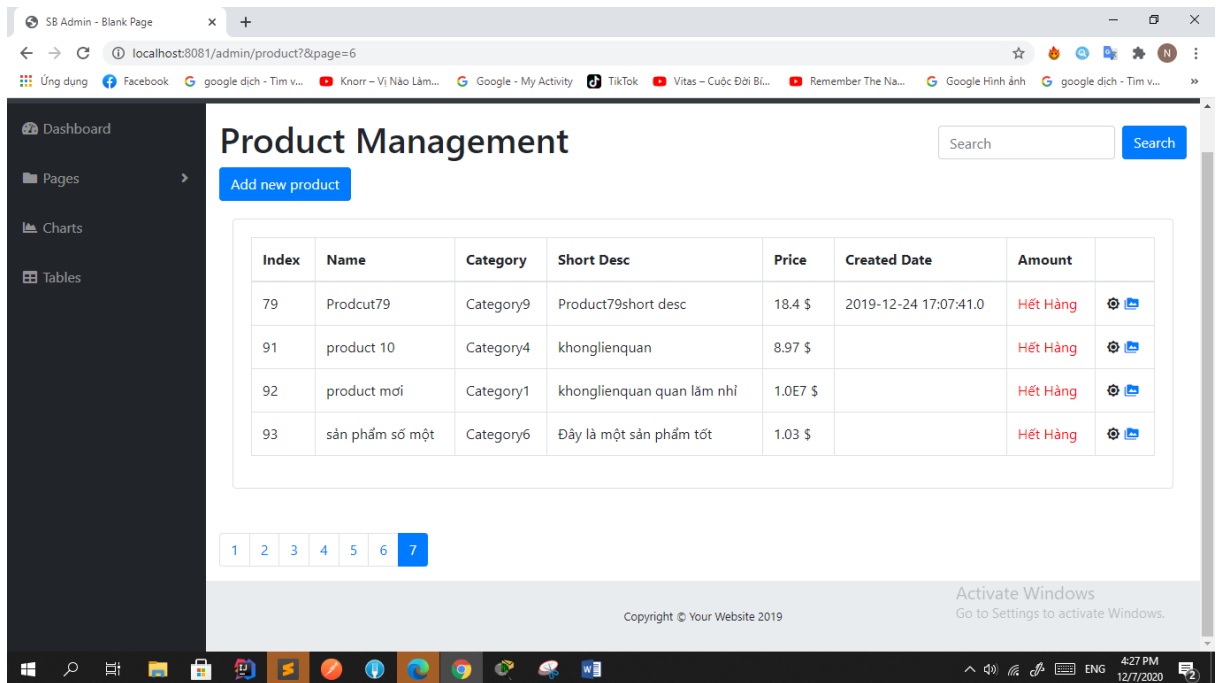 SB Admin - Blank Page
localhost:8081/admin/product?&page=6
N
Ứng dụng Facebook google dịch - Tìm v... Knorr – Vị Nào Làm... Google - My Activity TikTok Vitas – Cuộc Đời Bí... Remember The Na... Google Hình ảnh google dịch - Tìm v... »
Dashboard
Pages
Charts
Tables
Product Management
Search Search
Add new product
Index Name Category Short Desc Price Created Date Amount
79 Prodcut79 Category9 Product79short desc 18.4 $ 2019-12-24 17:07:41.0 Hết Hàng
91 product 10 Category4 khonglienquan 8.97 $ Hết Hàng
92 product mơi Category1 khonglienquan quan lăm nhỉ 1.0E7 $ Hết Hàng
93 sản phẩm số một Category6 Đây là một sản phẩm tốt 1.03 $ Hết Hàng
1 2 3 4 5 6 7
Copyright © Your Website 2019
Activate Windows
Go to Settings to activate Windows.
ENG
4:27 PM
12/7/2020
2